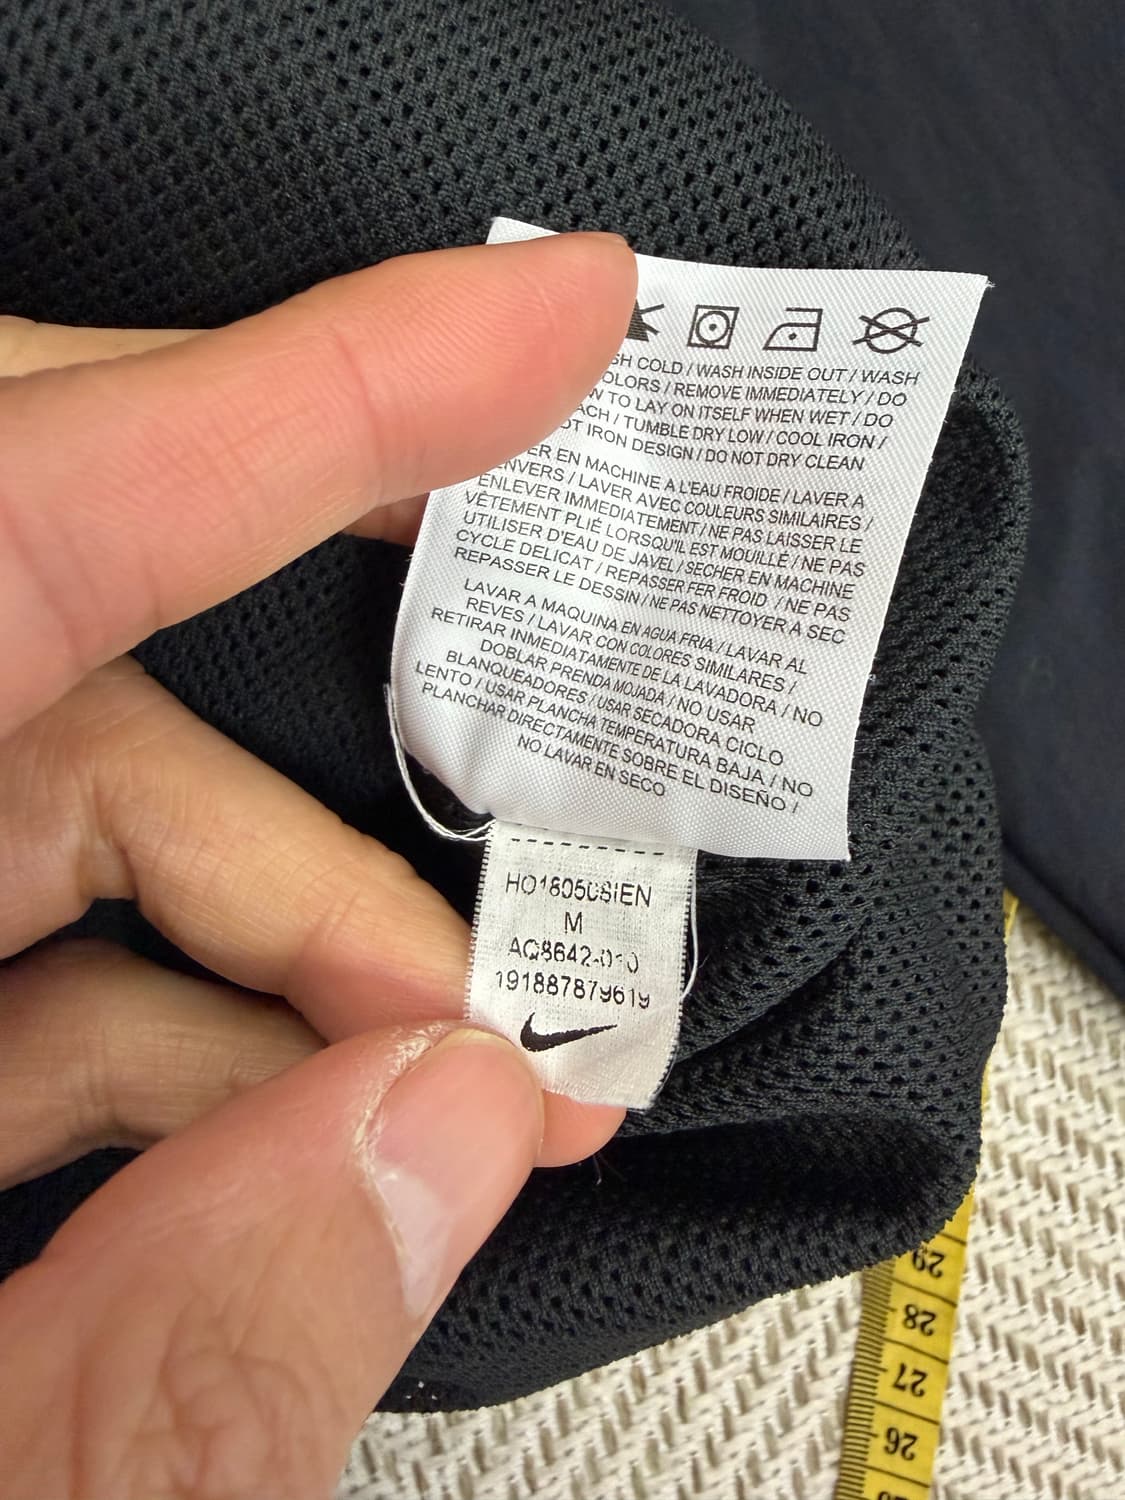 COLD / WASH INSIDE OUT / WASH
/ REMOVE IMMEDIATELY / DO
TO LAY ON ITSELF WHEN WET / DO
/ TUMBLE DRY LOW / COOL IRON /
IRON DESIGN / DO NOT DRY CLEAN
EN MACHINE A L'EAU FROIDE / LAVER A
/ LAVER AVEC COULEURS SIMILAIRES /
ENLEVER IMMEDIATEMENT / NE PAS LAISSER LE
VÊTEMENT PLIÉ LORSQU'IL EST MOUILLÉ / NE PAS
UTILISER D'EAU DE JAVEL / SECHER EN MACHINE
CYCLE DELICAT / REPASSER FER FROID / NE PAS
REPASSER LE DESSIN / NE PAS NETTOYER A SEC
LAVAR A MAQUINA EN AGUA FRIA / LAVAR AL
REVES / LAVAR CON COLORES SIMILARES /
RETIRAR INMEDIATAMENTE DE LA LAVADORA / NO
DOBLAR PRENDA MOJADA / NO USAR
BLANQUEADORES / USAR SECADORA CICLO
LENTO / USAR PLANCHA TEMPERATURA BAJA / NO
PLANCHAR DIRECTAMENTE SOBRE EL DISEÑO /
NO LAVAR EN SECO
M
191887879619
29
28
27
26